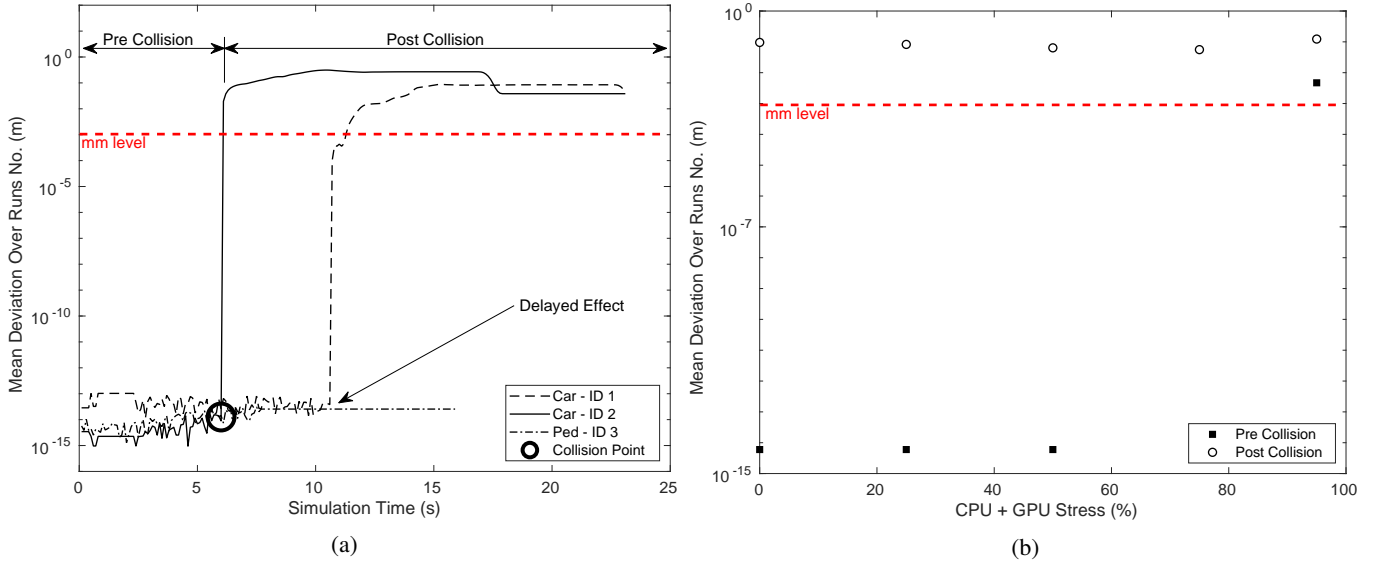 Pre Collision
Post Collision
10^0
10^-5
10^-10
10^-15
mm level
Delayed Effect
Car - ID 1
Car - ID 2
Ped - ID 3
Collision Point
0 5 10 15 20 25
Simulation Time (s)
Mean Deviation Over Runs No. (m)
(a)
10^0
10^-7
10^-15
mm level
Pre Collision
Post Collision
0 20 40 60 80 100
CPU + GPU Stress (%)
Mean Deviation Over Runs No. (m)
(b)